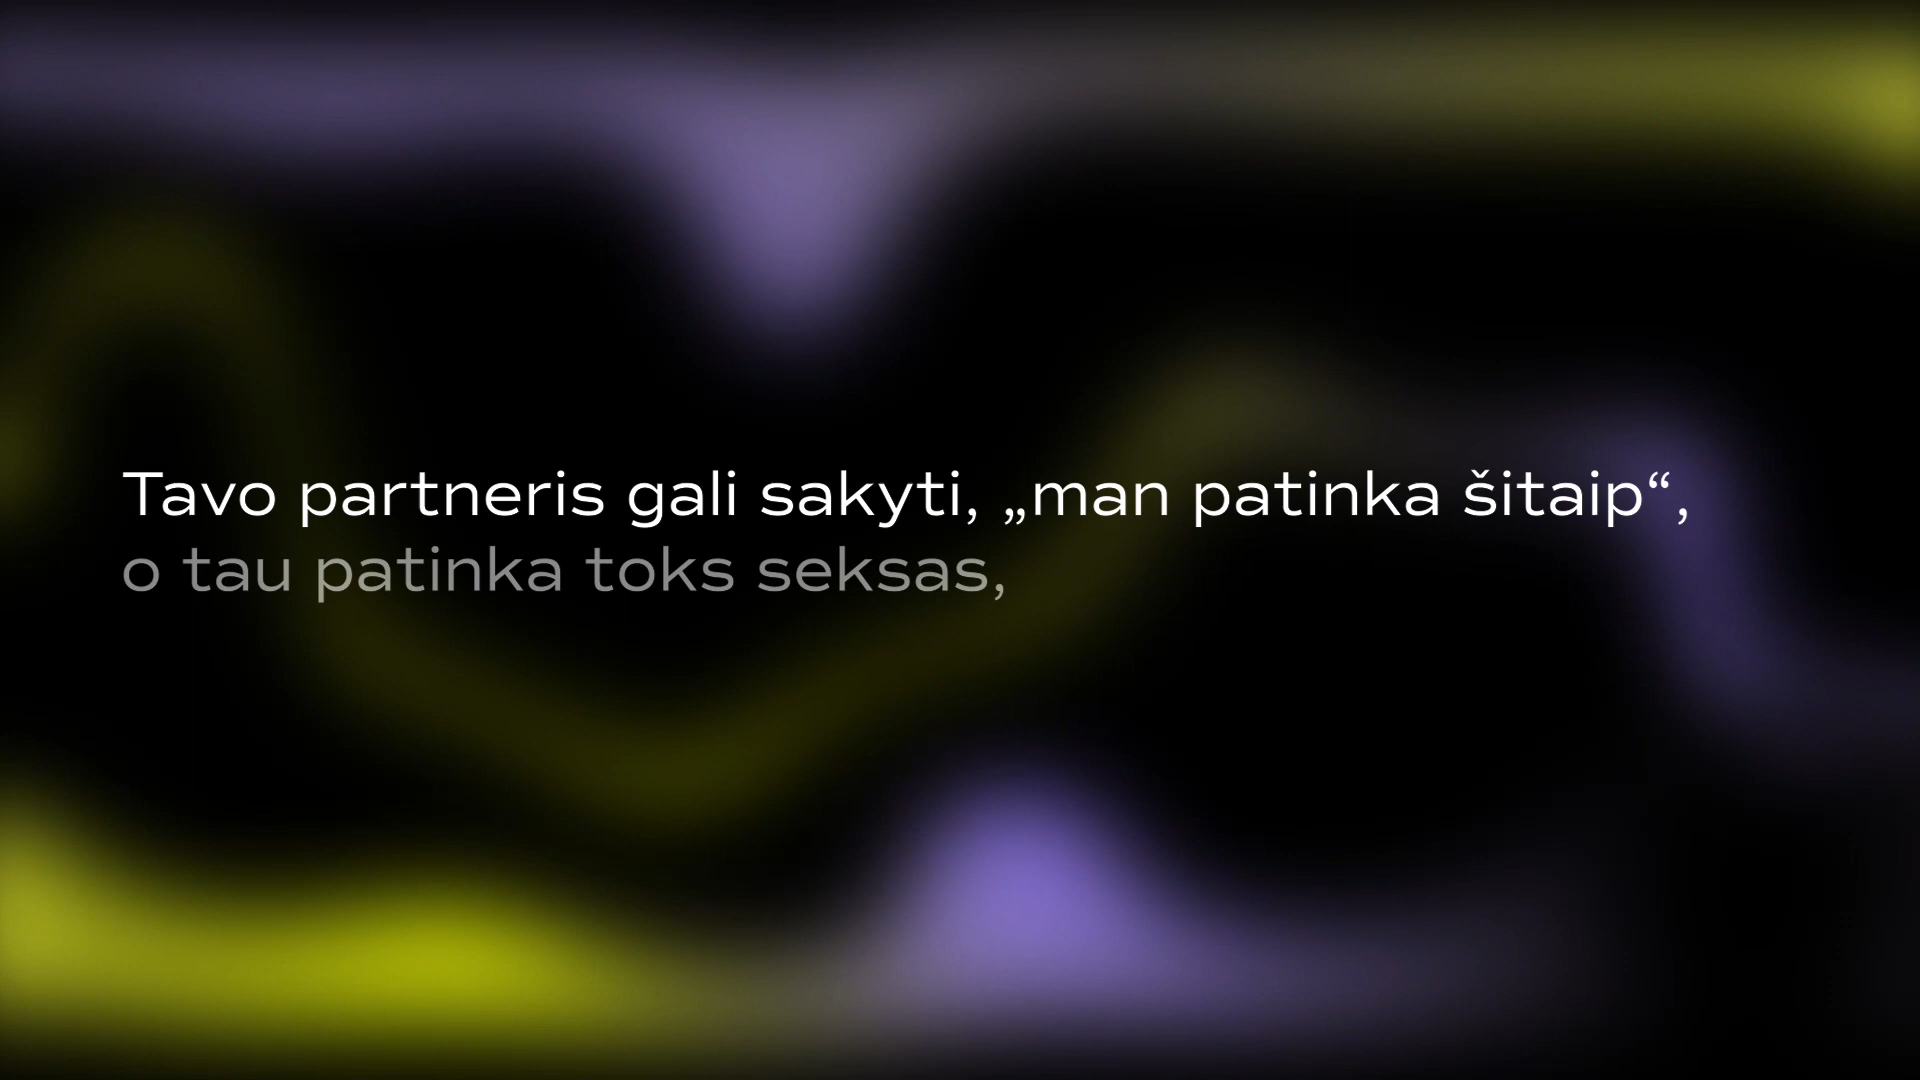 Tavo partneris gali sakyti, „man patinka šitaip“,
o tau patinka toks seksas,